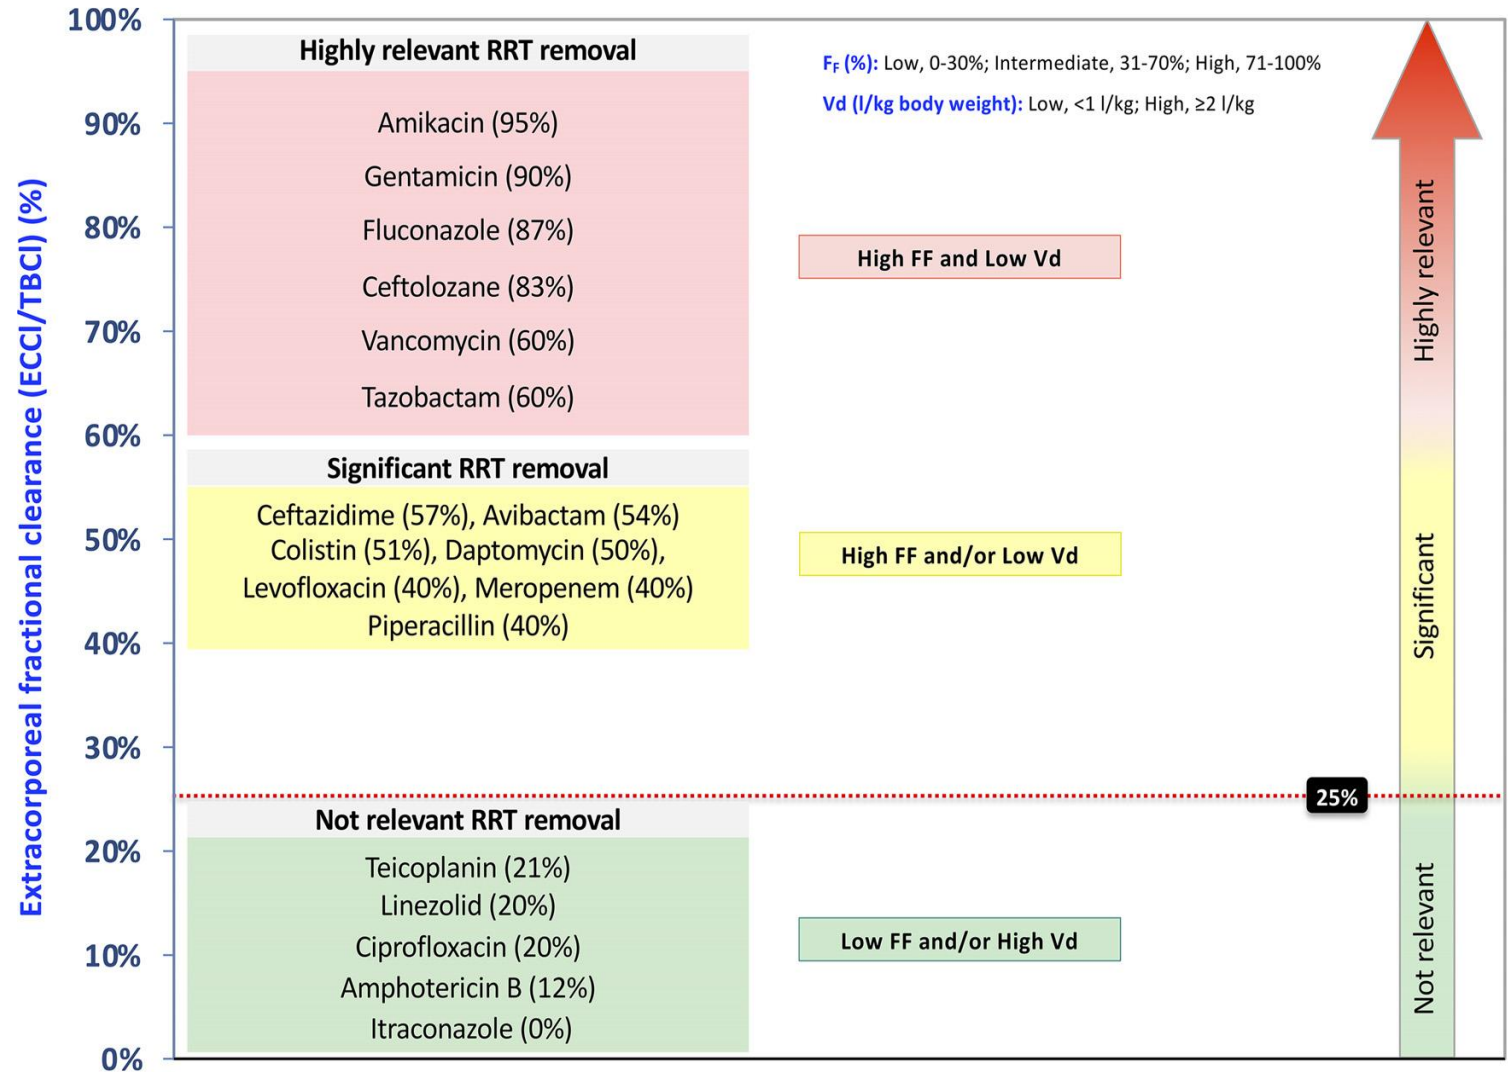 Extracorporeal fractional clearance (ECCl/TBCl) (%)
100%
90%
80%
70%
60%
50%
40%
30%
20%
10%
0%
Highly relevant RRT removal
Amikacin (95%)
Gentamicin (90%)
Fluconazole (87%)
Ceftolozane (83%)
Vancomycin (60%)
Tazobactam (60%)
Significant RRT removal
Ceftazidime (57%), Avibactam (54%)
Colistin (51%), Daptomycin (50%),
Levofloxacin (40%), Meropenem (40%)
Piperacillin (40%)
Not relevant RRT removal
Teicoplanin (21%)
Linezolid (20%)
Ciprofloxacin (20%)
Amphotericin B (12%)
Itraconazole (0%)
FF (%): Low, 0-30%; Intermediate, 31-70%; High, 71-100%
Vd (l/kg body weight): Low, <1 l/kg; High, ≥2 l/kg
High FF and Low Vd
High FF and/or Low Vd
25%
Low FF and/or High Vd
Highly relevant
Significant
Not relevant